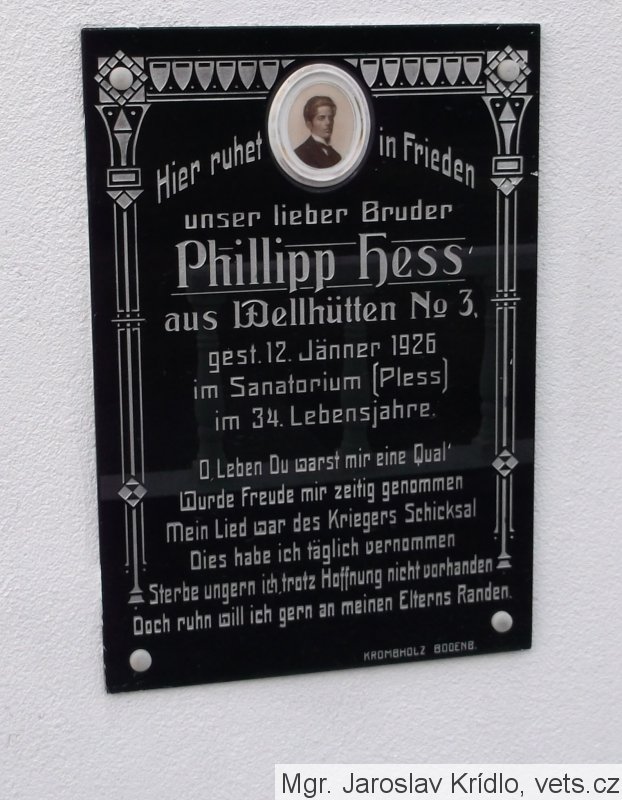 Hier ruhet in Frieden
unser lieber Bruder
Phillipp Hess
aus Wellhütten No 3.
gest. 12. Jänner 1926
im Sanatorium (Pless)
im 34. Lebensjahre.
O, Leben Du warst mir eine Qual'
Wurde Freude mir zeitig genommen
Mein Lied war des Kriegers Schicksal
Dies habe ich täglich vernommen
Sterbe ungern ich, trotz Hoffnung nicht vorhanden
Doch ruhn will ich gern an meinen Elterns Randen.
KROMBHOLZ BODENB.
Mgr. Jaroslav Krídlo, vets.cz